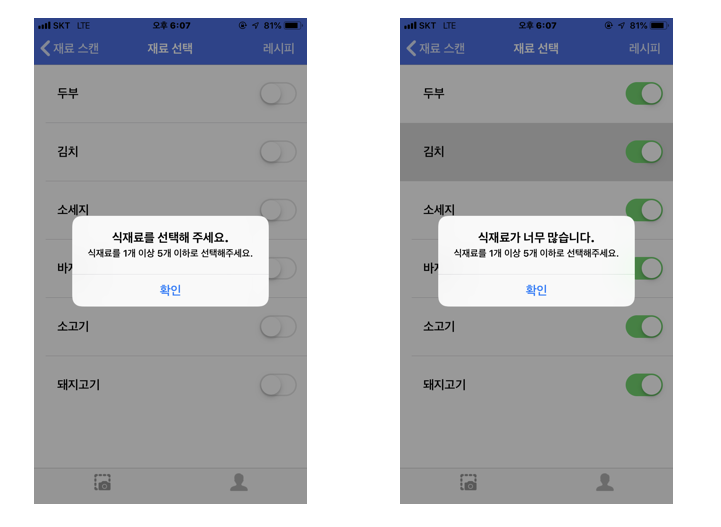 SKT LTE 오후 6:07 81%
재료 스캔 재료 선택 레시피
두부
김치
소세지
식재료를 선택해 주세요.
식재료를 1개 이상 5개 이하로 선택해주세요.
확인
소고기
돼지고기
SKT LTE 오후 6:07 81%
재료 스캔 재료 선택 레시피
두부
김치
소세지
식재료가 너무 많습니다.
식재료를 1개 이상 5개 이하로 선택해주세요.
확인
소고기
돼지고기